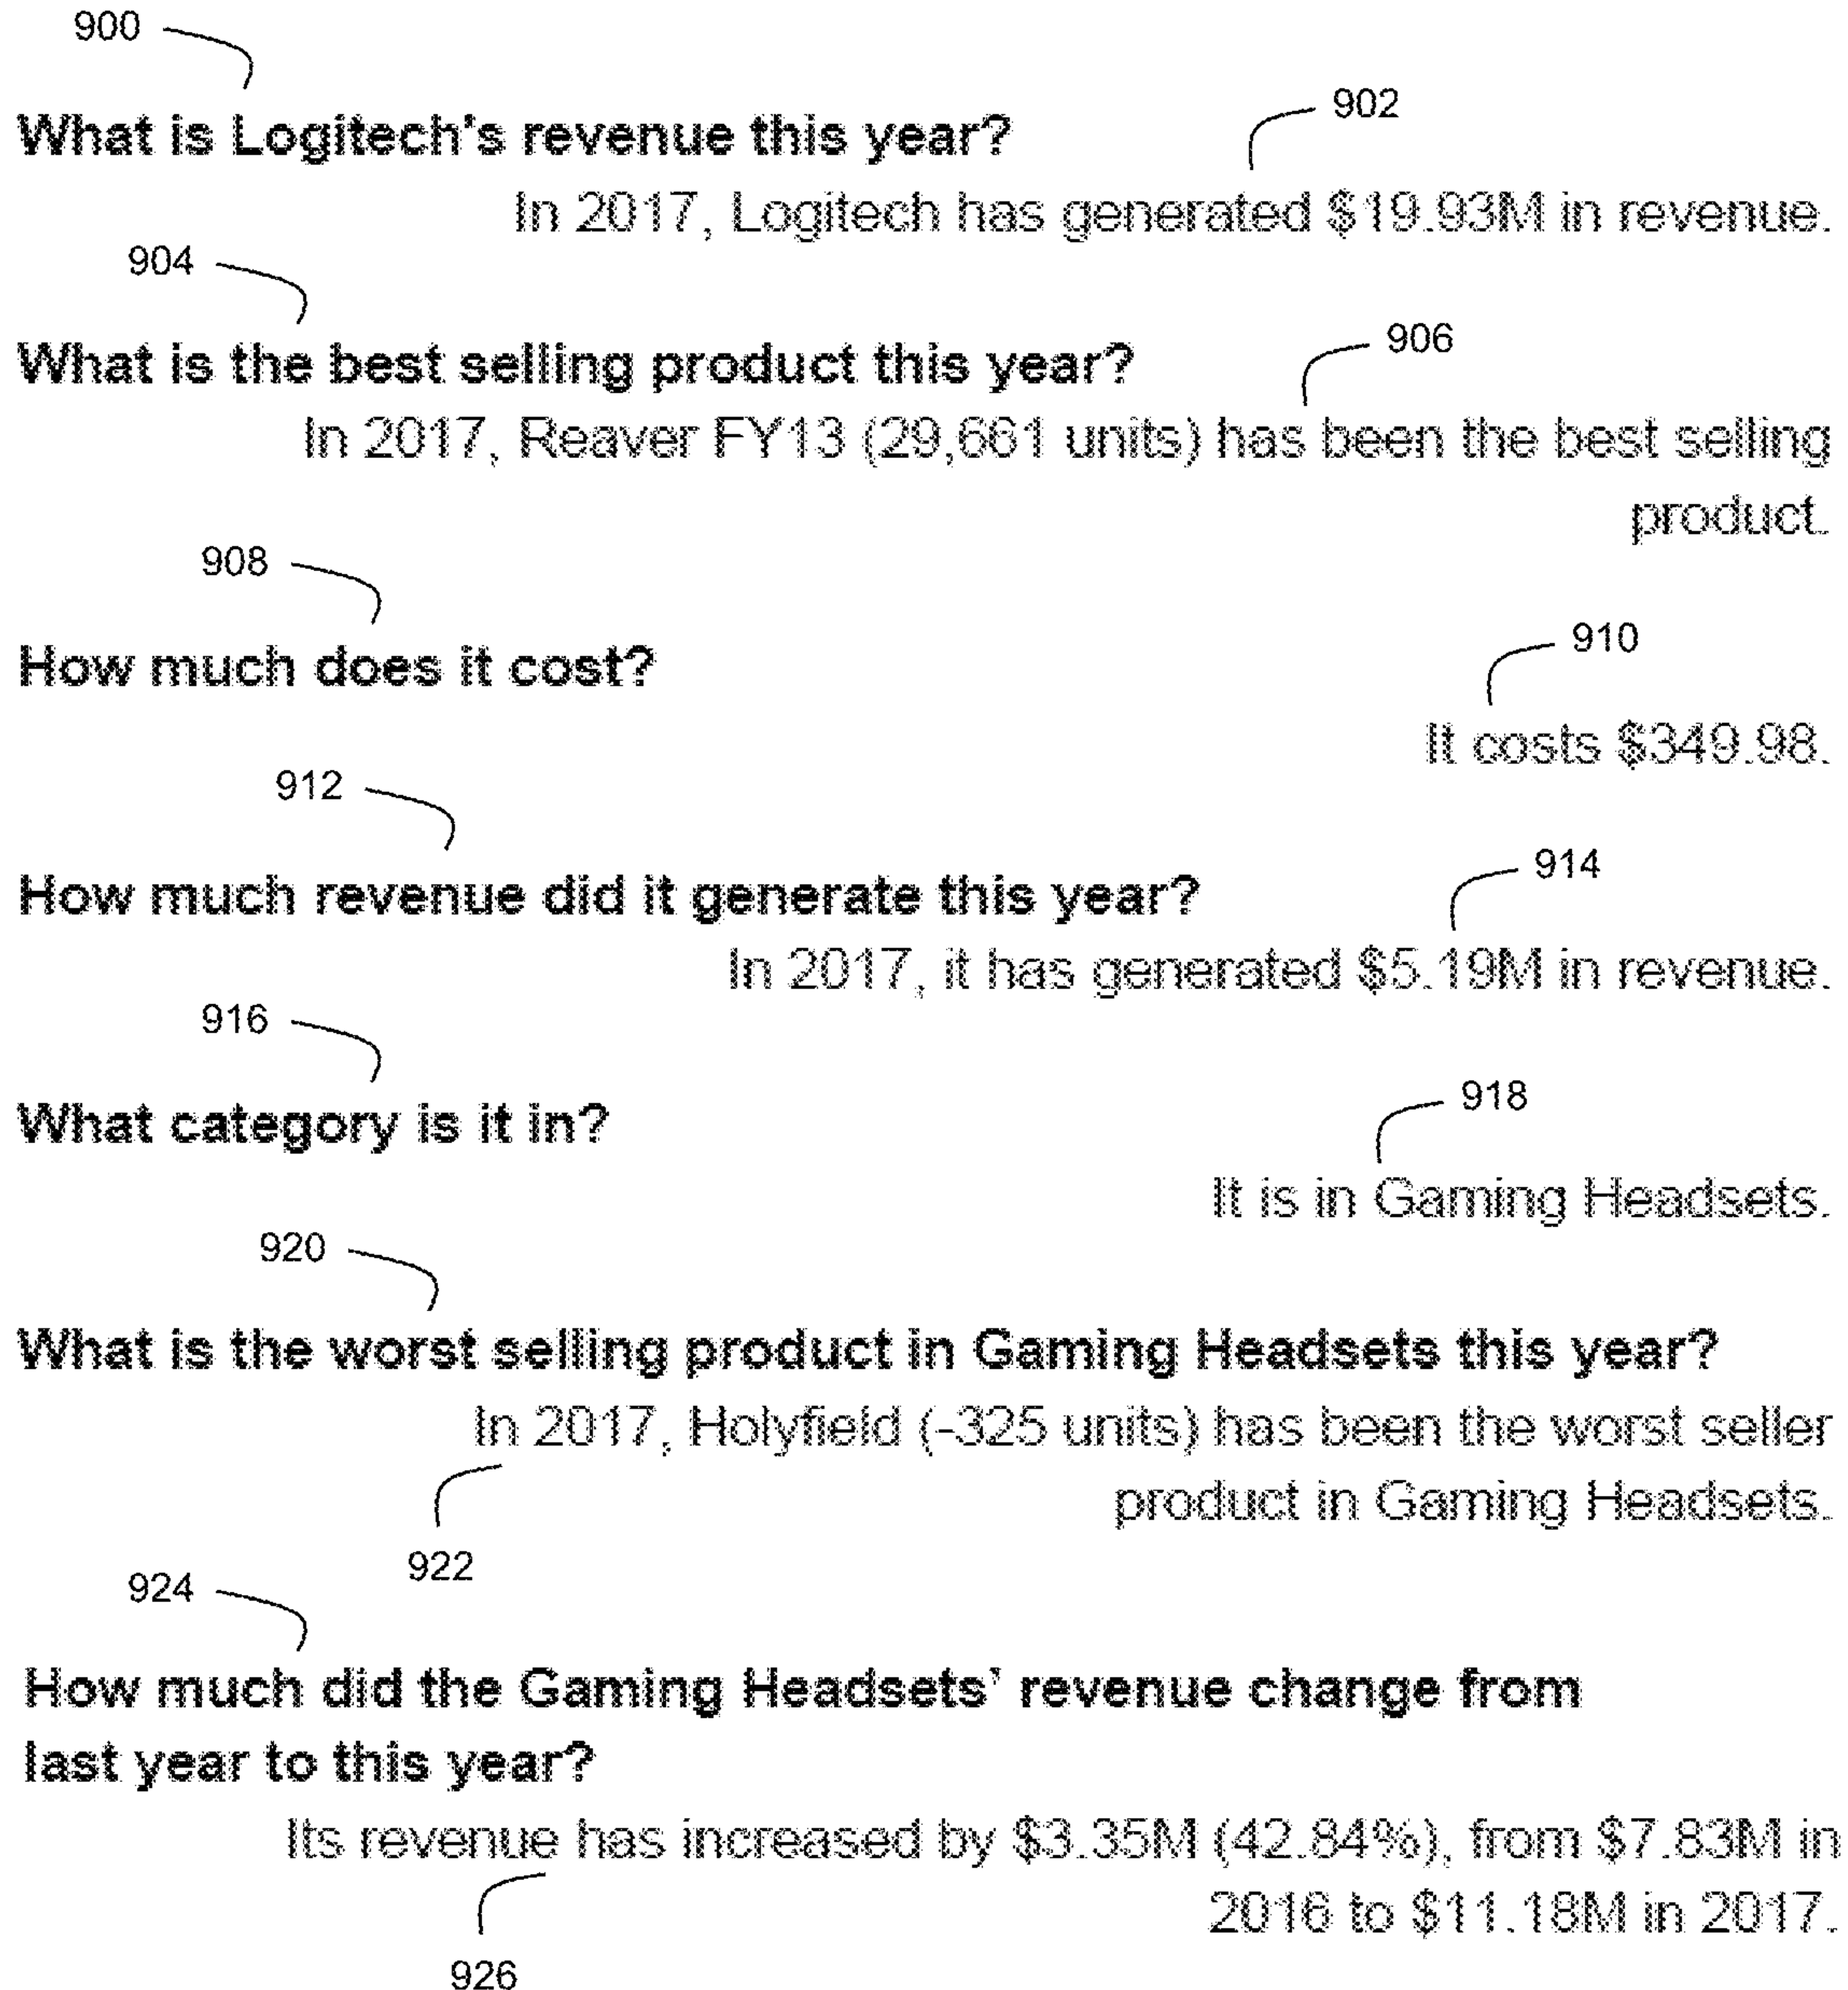 900
What is Logitech's revenue this year?
902
In 2017, Logitech has generated $19.93M in revenue.
904
What is the best selling product this year?
906
In 2017, Reaver FY13 (29,661 units) has been the best selling
product.
908
How much does it cost?
910
It costs $349.98.
912
How much revenue did it generate this year?
914
In 2017, it has generated $5.19M in revenue.
916
What category is it in?
918
It is in Gaming Headsets.
920
What is the worst selling product in Gaming Headsets this year?
In 2017, Holyfield (-325 units) has been the worst seller
product in Gaming Headsets.
922
924
How much did the Gaming Headsets' revenue change from
last year to this year?
Its revenue has increased by $3.35M (42.84%), from $7.83M in
2016 to $11.18M in 2017.
926